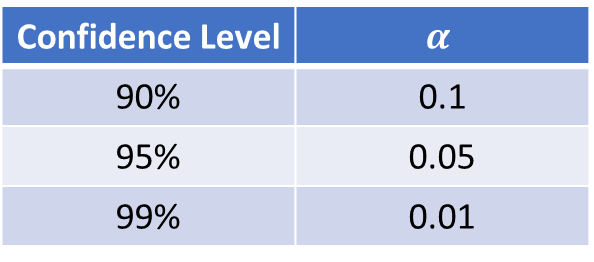 Confidence Level α
90% 0.1
95% 0.05
99% 0.01